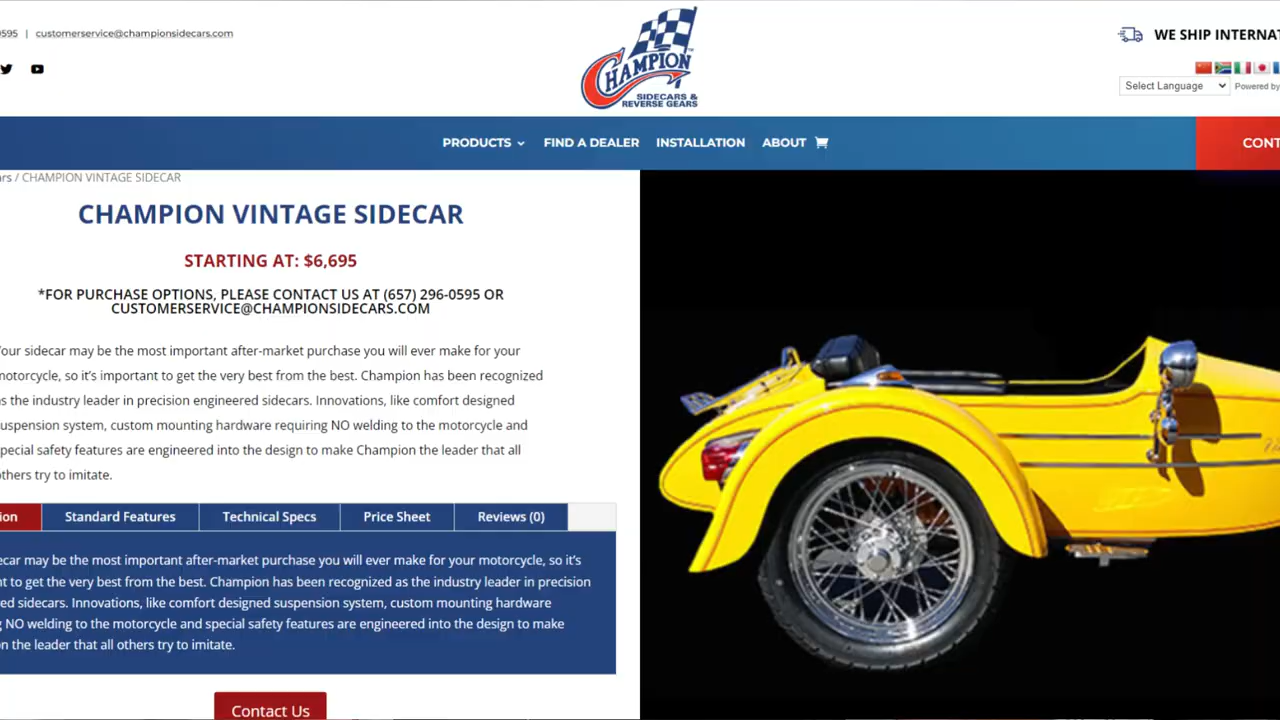 0595 | customerservice@championsidecars.com
CHAMPION
SIDECARS &
REVERSE GEARS
WE SHIP INTERNAT
Select Language
Powered by
PRODUCTS
FIND A DEALER
INSTALLATION
ABOUT
CONT
ars / CHAMPION VINTAGE SIDECAR
CHAMPION VINTAGE SIDECAR
STARTING AT: $6,695
*FOR PURCHASE OPTIONS, PLEASE CONTACT US AT (657) 296-0595 OR
CUSTOMERSERVICE@CHAMPIONSIDECARS.COM
Your sidecar may be the most important after-market purchase you will ever make for your
motorcycle, so it's important to get the very best from the best. Champion has been recognized
as the industry leader in precision engineered sidecars. Innovations, like comfort designed
suspension system, custom mounting hardware requiring NO welding to the motorcycle and
special safety features are engineered into the design to make Champion the leader that all
others try to imitate.
ion
Standard Features
Technical Specs
Price Sheet
Reviews (0)
ecar may be the most important after-market purchase you will ever make for your motorcycle, so it's
t to get the very best from the best. Champion has been recognized as the industry leader in precision
ed sidecars. Innovations, like comfort designed suspension system, custom mounting hardware
g NO welding to the motorcycle and special safety features are engineered into the design to make
n the leader that all others try to imitate.
Contact Us